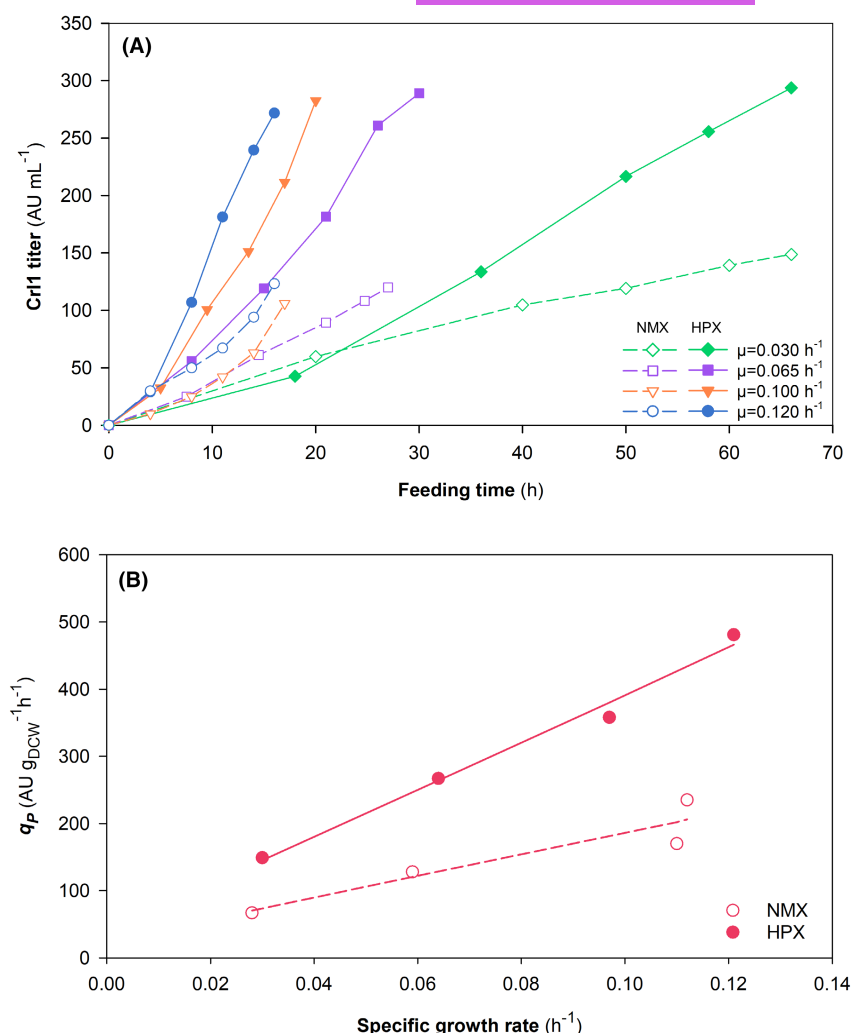 (A)
350
300
250
200
150
100
50
0
Crl1 titer (AU mL⁻¹)
NMX HPX
μ=0.030 h⁻¹
μ=0.065 h⁻¹
μ=0.100 h⁻¹
μ=0.120 h⁻¹
0 10 20 30 40 50 60 70
Feeding time (h)
(B)
600
500
400
300
200
100
0
qP (AU gDCW⁻¹h⁻¹)
NMX
HPX
0.00 0.02 0.04 0.06 0.08 0.10 0.12 0.14
Specific growth rate (h⁻¹)